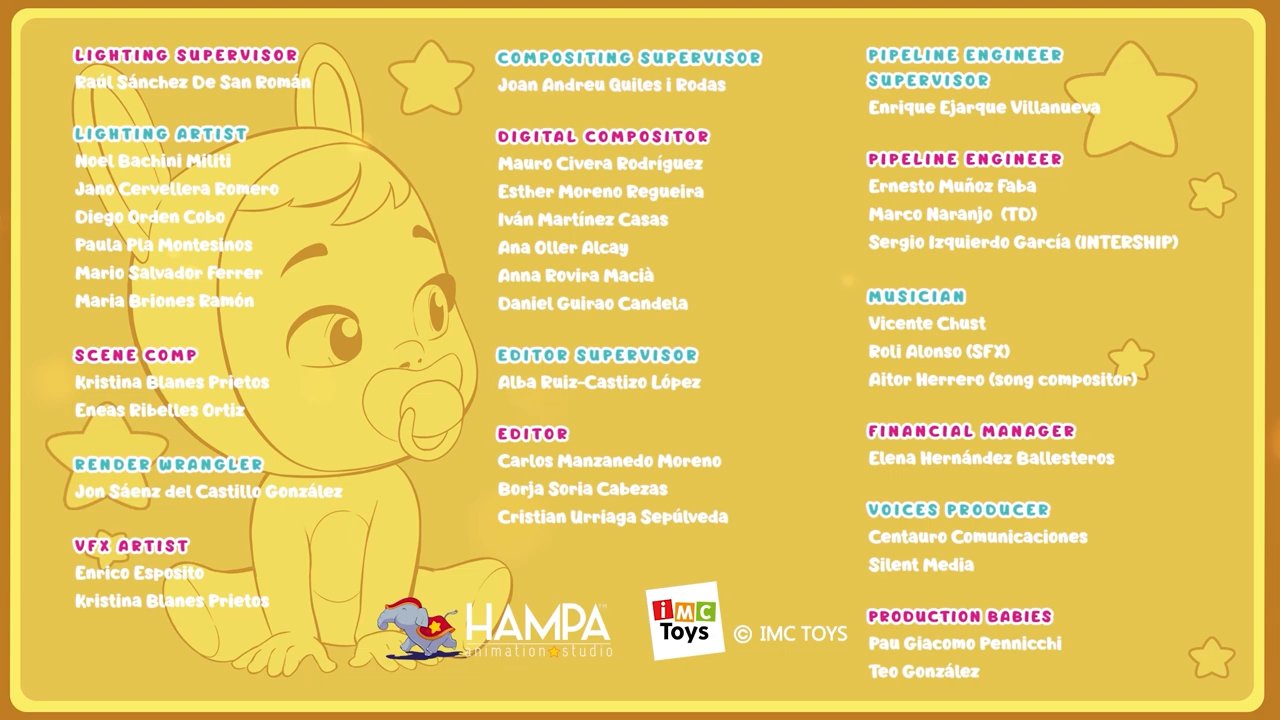 LIGHTING SUPERVISOR
Raúl Sánchez De San Román
LIGHTING ARTIST
Noel Bachini Militi
Jano Cervellera Romero
Diego Orden Cobo
Paula Pla Montesinos
Mario Salvador Ferrer
Maria Briones Ramón
SCENE COMP
Kristina Blanes Prietos
Eneas Ribelles Ortiz
RENDER WRANGLER
Jon Sáenz del Castillo González
VFX ARTIST
Enrico Esposito
Kristina Blanes Prietos
COMPOSITING SUPERVISOR
Joan Andreu Quiles i Rodas
DIGITAL COMPOSITOR
Mauro Civera Rodríguez
Esther Moreno Regueira
Iván Martínez Casas
Ana Oller Alcay
Anna Rovira Macià
Daniel Guirao Candela
EDITOR SUPERVISOR
Alba Ruiz-Castizo López
EDITOR
Carlos Manzanedo Moreno
Borja Soria Cabezas
Cristian Urriaga Sepúlveda
PIPELINE ENGINEER
SUPERVISOR
Enrique Ejarque Villanueva
PIPELINE ENGINEER
Ernesto Muñoz Faba
Marco Naranjo (TD)
Sergio Izquierdo García (INTERSHIP)
MUSICIAN
Vicente Chust
Roli Alonso (SFX)
Aitor Herrero (song compositor)
FINANCIAL MANAGER
Elena Hernández Ballesteros
VOICES PRODUCER
Centauro Comunicaciones
Silent Media
PRODUCTION BABIES
Pau Giacomo Pennicchi
Teo González
HAMPA™
animation studio
iMC
Toys
© IMC TOYS